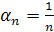 αₙ = 1/n